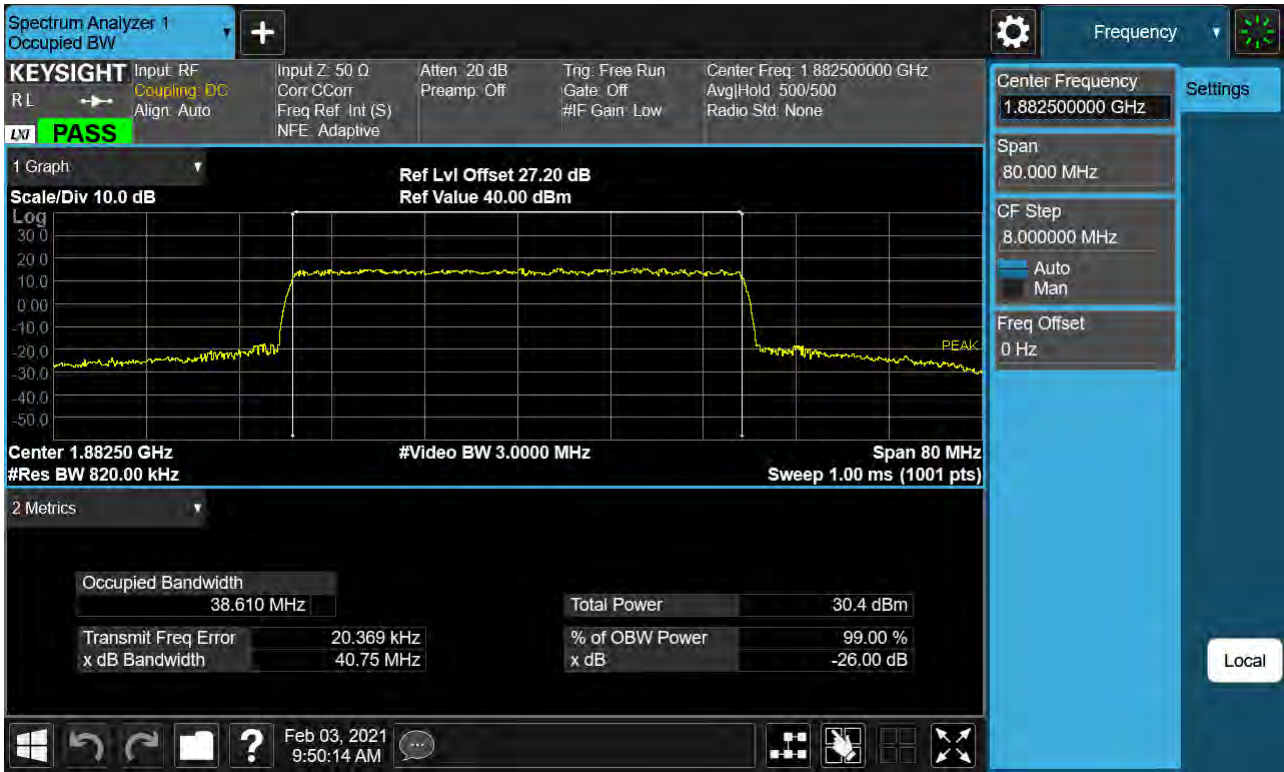 Spectrum Analyzer 1
Occupied BW
+
Frequency
KEYSIGHT
RL
LXI PASS
Input: RF
Coupling: DC
Align: Auto
Input Z: 50 Ω
Corr CCorr
Freq Ref: Int (S)
NFE: Adaptive
Atten: 20 dB
Preamp: Off
Trig: Free Run
Gate: Off
#IF Gain: Low
Center Freq: 1.882500000 GHz
Avg|Hold: 500/500
Radio Std: None
Center Frequency
1.882500000 GHz
Settings
Span
80.000 MHz
CF Step
8.000000 MHz
Auto
Man
Freq Offset
0 Hz
1 Graph
Scale/Div 10.0 dB
Ref Lvl Offset 27.20 dB
Ref Value 40.00 dBm
Log
30.0
20.0
10.0
0.00
-10.0
-20.0
-30.0
-40.0
-50.0
PEAK
Center 1.88250 GHz
#Video BW 3.0000 MHz
Span 80 MHz
#Res BW 820.00 kHz
Sweep 1.00 ms (1001 pts)
2 Metrics
Occupied Bandwidth
38.610 MHz
Total Power 30.4 dBm
Transmit Freq Error 20.369 kHz
% of OBW Power 99.00 %
x dB Bandwidth 40.75 MHz
x dB -26.00 dB
Local
?
Feb 03, 2021
9:50:14 AM